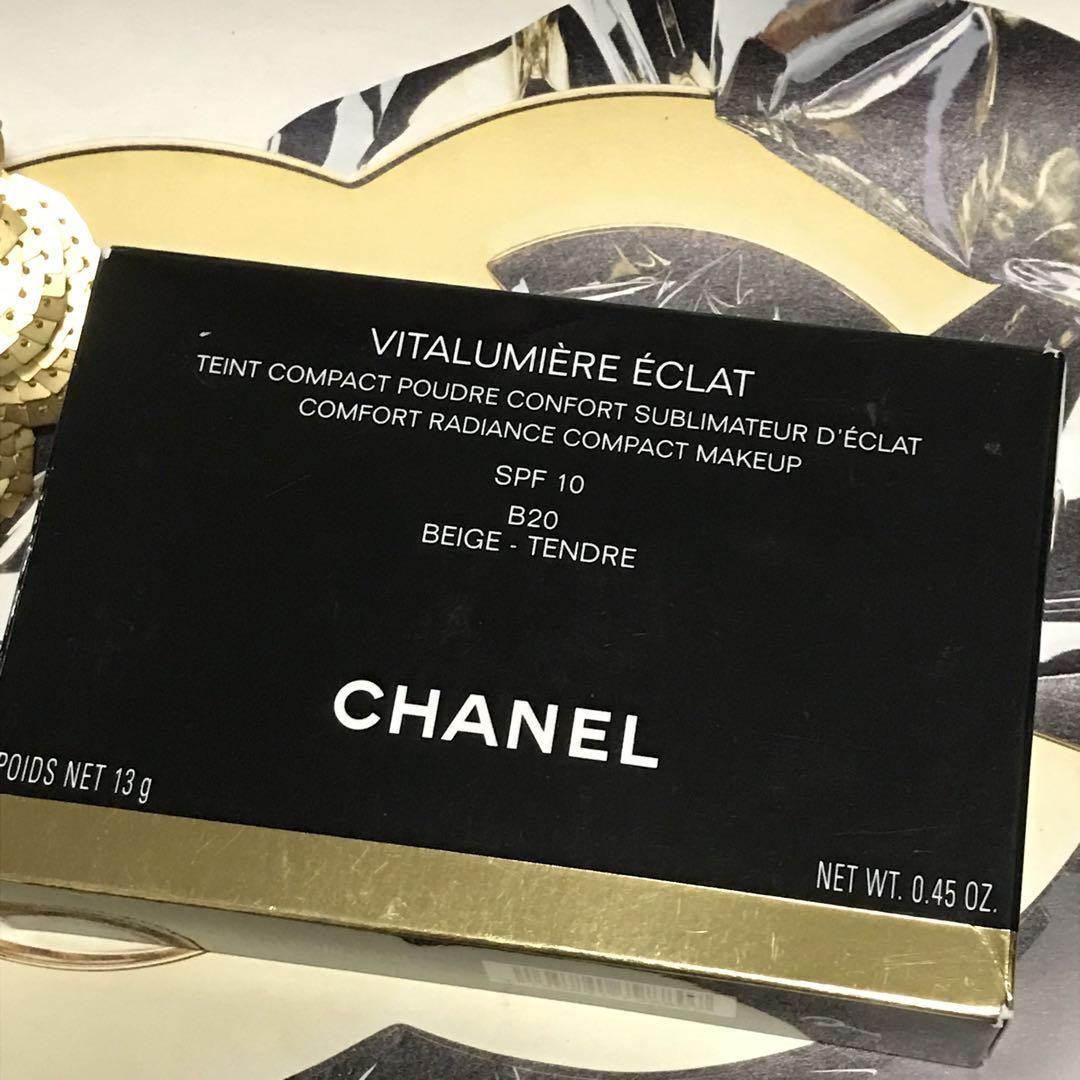 VITALUMIÈRE ÉCLAT
TEINT COMPACT POUDRE CONFORT SUBLIMATEUR D'ÉCLAT
COMFORT RADIANCE COMPACT MAKEUP
SPF 10
B20
BEIGE - TENDRE
CHANEL
POIDS NET 13 g
NET WT. 0.45 OZ.